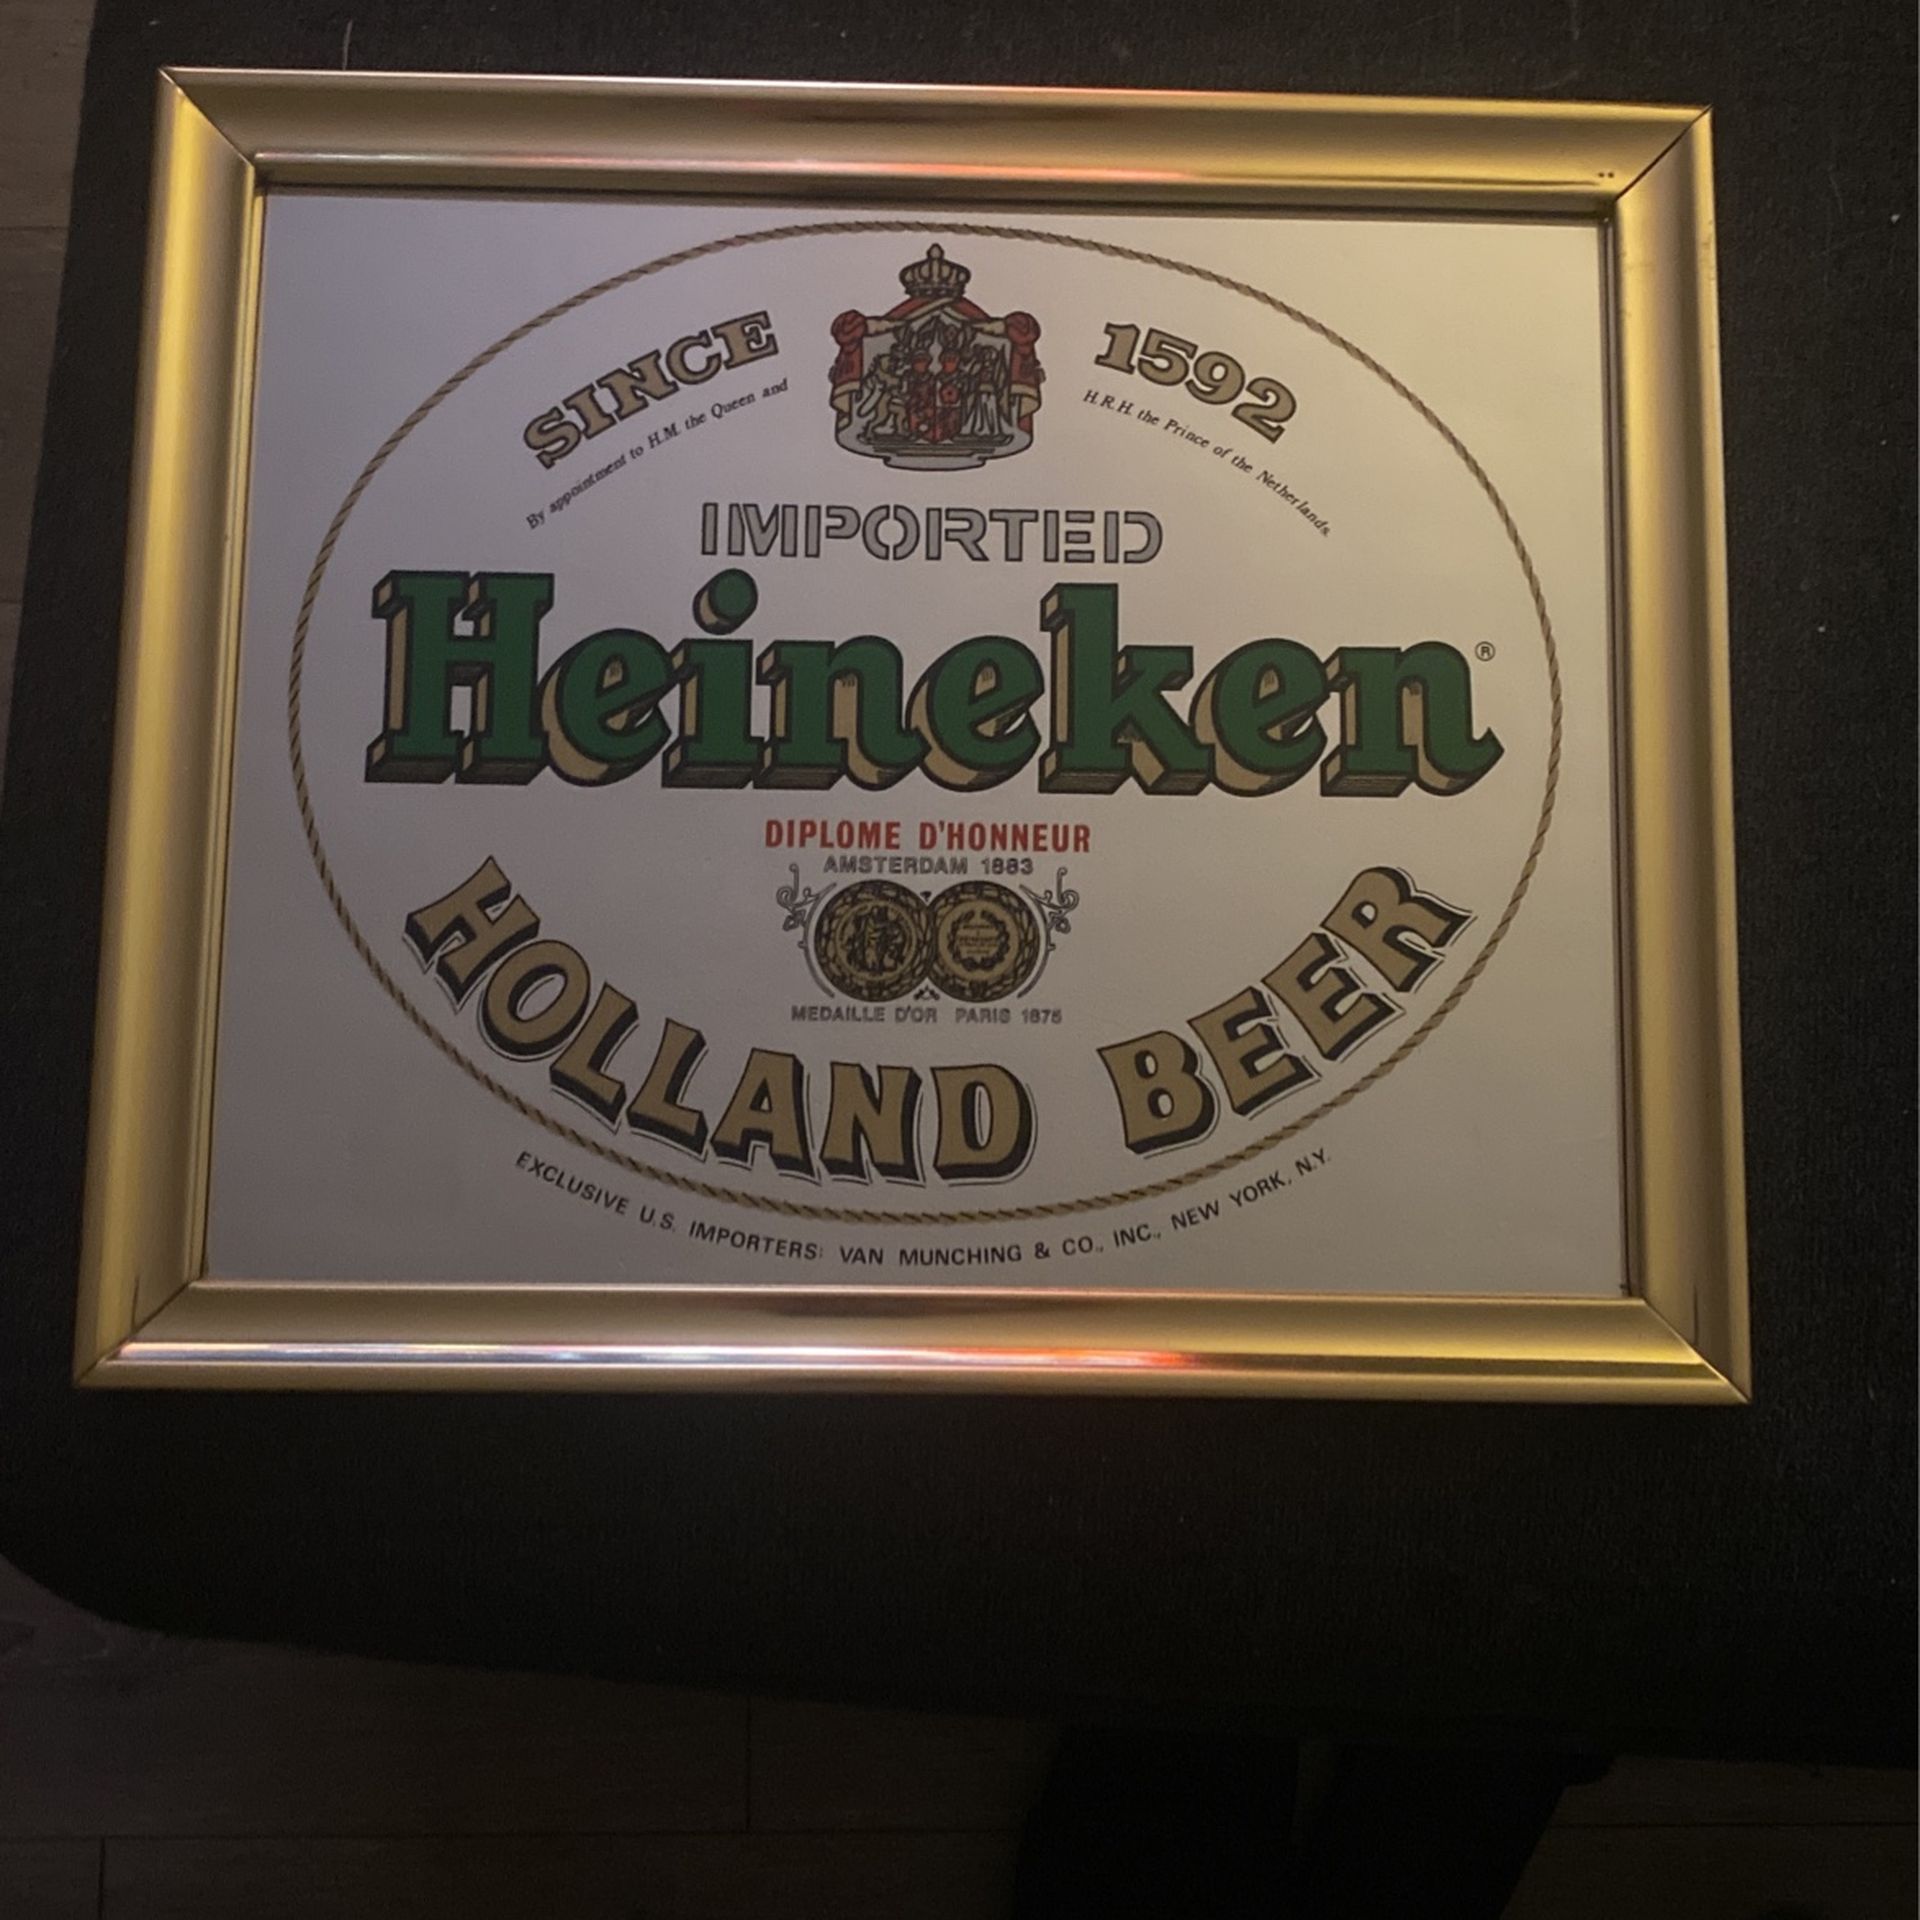 SINCE 1592
By appointment to H.M. the Queen and H.R.H. the Prince of the Netherlands
IMPORTED
Heineken®
DIPLOME D'HONNEUR
AMSTERDAM 1883
MEDAILLE D'OR PARIS 1875
HOLLAND BEER
EXCLUSIVE U.S. IMPORTERS: VAN MUNCHING & CO., INC., NEW YORK, N.Y.